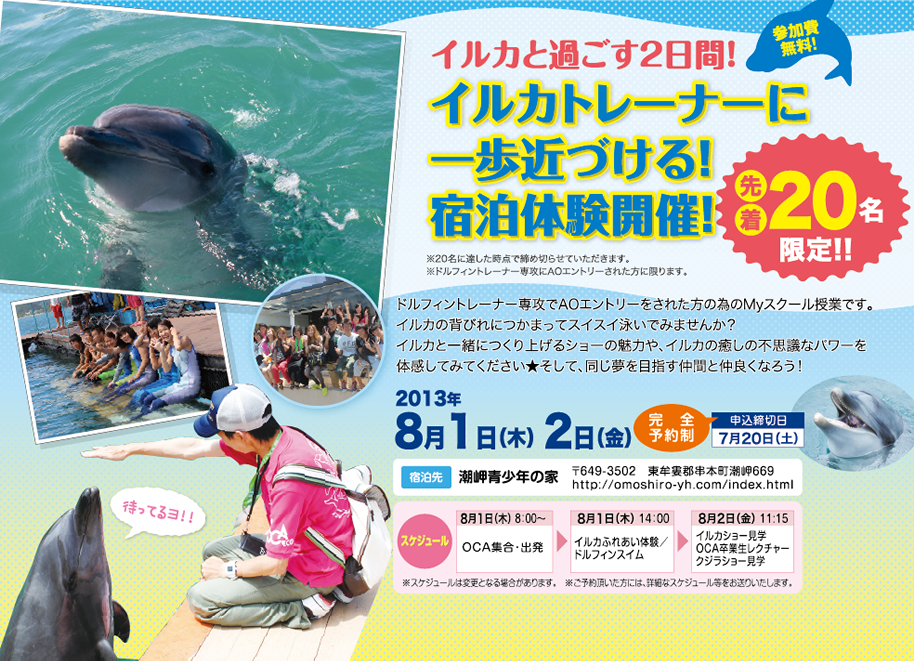 参加費
無料!
イルカと過ごす2日間!
イルカトレーナーに
一歩近づける!
宿泊体験開催!
先着20名
限定!!
※20名に達した時点で締め切らせていただきます。
※ドルフィントレーナー専攻にAOエントリーされた方に限ります。
ドルフィントレーナー専攻でAOエントリーをされた方の為のMyスクール授業です。
イルカの背びれにつかまってスイスイ泳いでみませんか?
イルカと一緒につくり上げるショーの魅力や、イルカの癒しの不思議なパワーを
体感してみてください★そして、同じ夢を目指す仲間と仲良くなろう!
2013年
8月1日(木) 2日(金)
完全
予約制
申込締切日
7月20日(土)
宿泊先 潮岬青少年の家
〒649-3502 東牟婁郡串本町潮岬669
http://omoshiro-yh.com/index.html
待ってるヨ!!
OCA
スケジュール
8月1日(木) 8:00〜
OCA集合・出発
8月1日(木) 14:00
イルカふれあい体験/
ドルフィンスイム
8月2日(金) 11:15
イルカショー見学
OCA卒業生レクチャー
クジラショー見学
※スケジュールは変更となる場合があります。 ※ご予約頂いた方には、詳細なスケジュール等をお送りいたします。